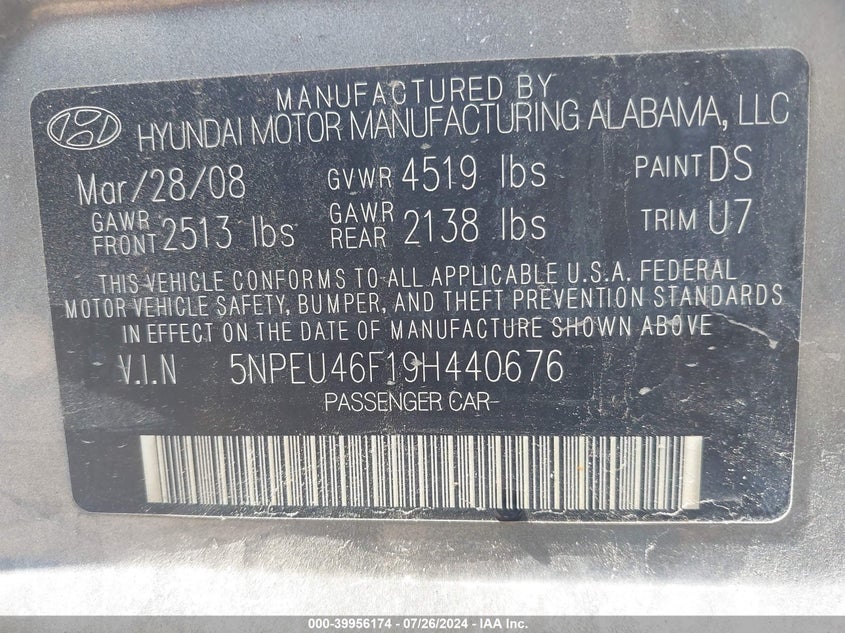 MANUFACTURED BY
HYUNDAI MOTOR MANUFACTURING ALABAMA, LLC
Mar/28/08 GVWR 4519 lbs PAINT DS
GAWR FRONT 2513 lbs GAWR REAR 2138 lbs TRIM U7
THIS VEHICLE CONFORMS TO ALL APPLICABLE U.S.A. FEDERAL
MOTOR VEHICLE SAFETY, BUMPER, AND THEFT PREVENTION STANDARDS
IN EFFECT ON THE DATE OF MANUFACTURE SHOWN ABOVE
V.I.N 5NPEU46F19H440676
PASSENGER CAR
000-39956174 - 07/26/2024 - IAA Inc.